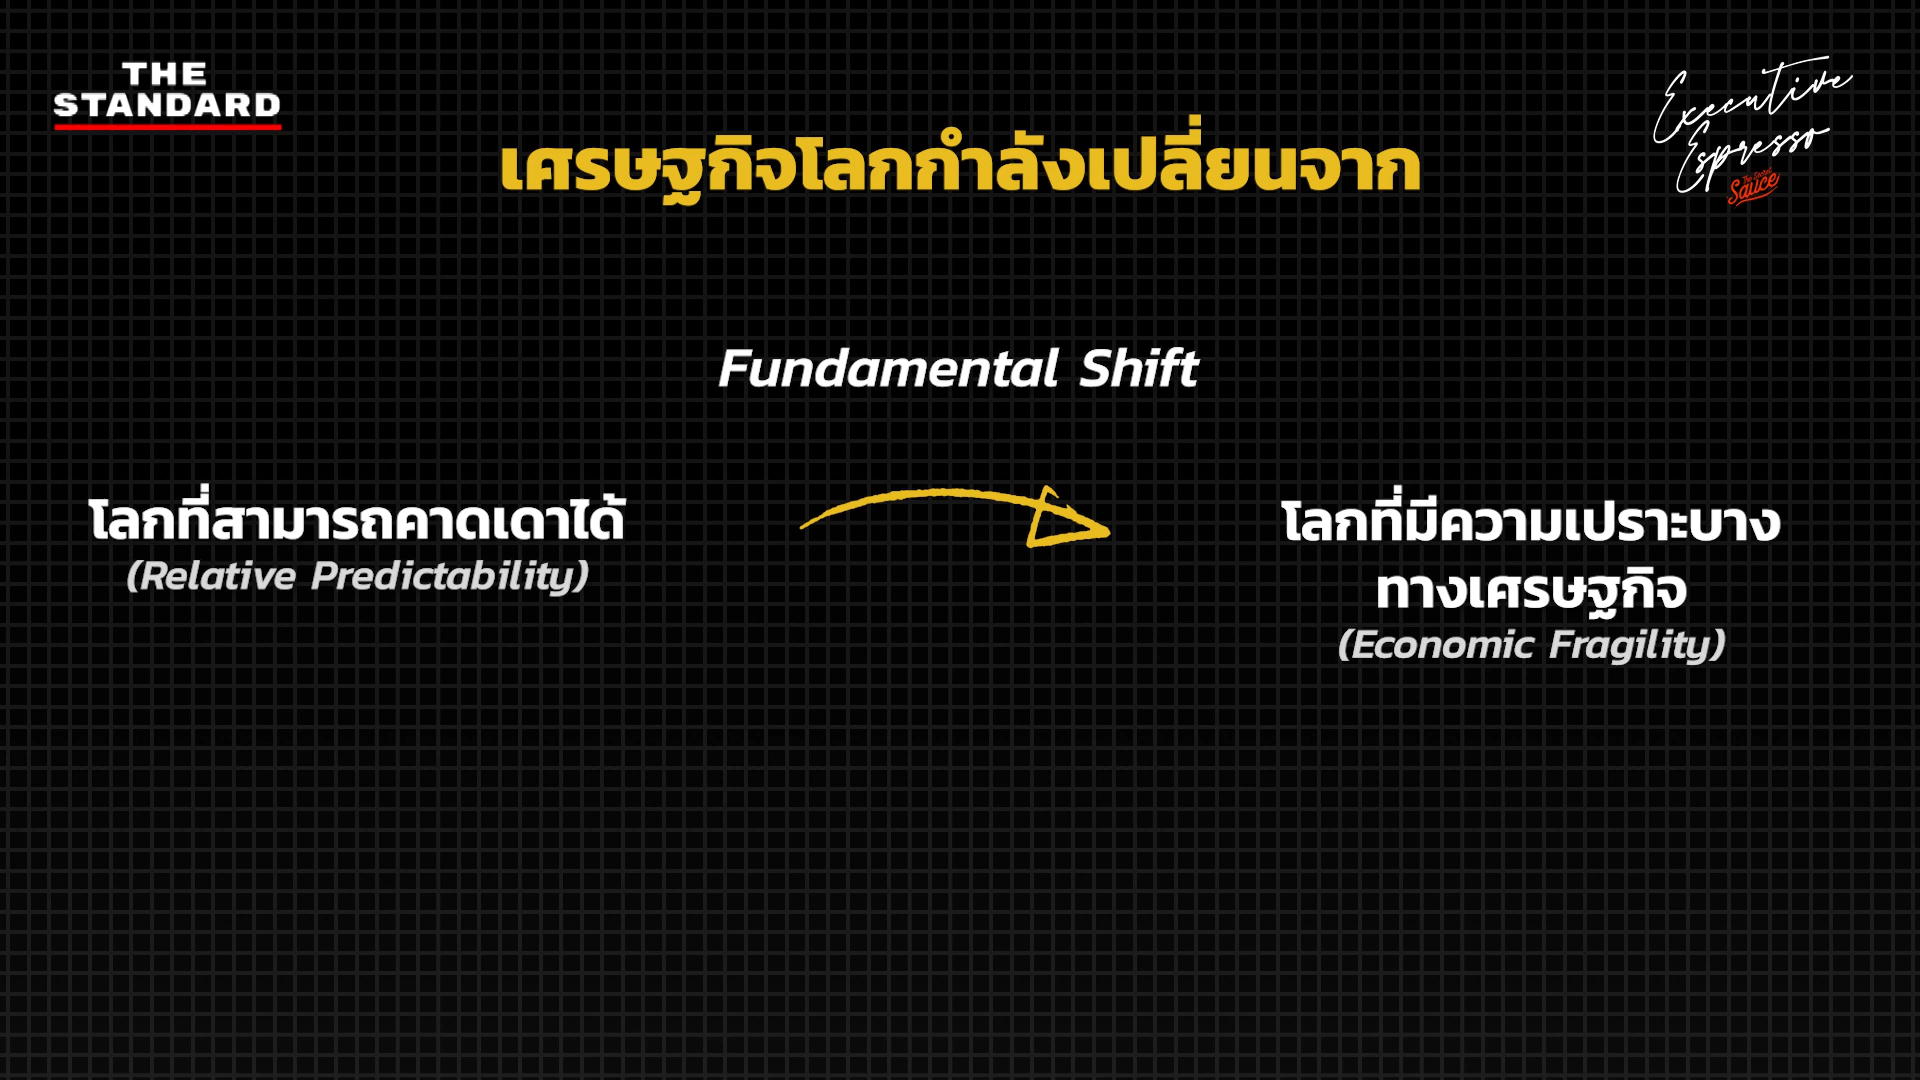 THE
STANDARD
Executive
Espresso
The Secret
Sauce
เศรษฐกิจโลกกำลังเปลี่ยนจาก
Fundamental Shift
โลกที่สามารถคาดเดาได้
(Relative Predictability)
โลกที่มีความเปราะบาง
ทางเศรษฐกิจ
(Economic Fragility)